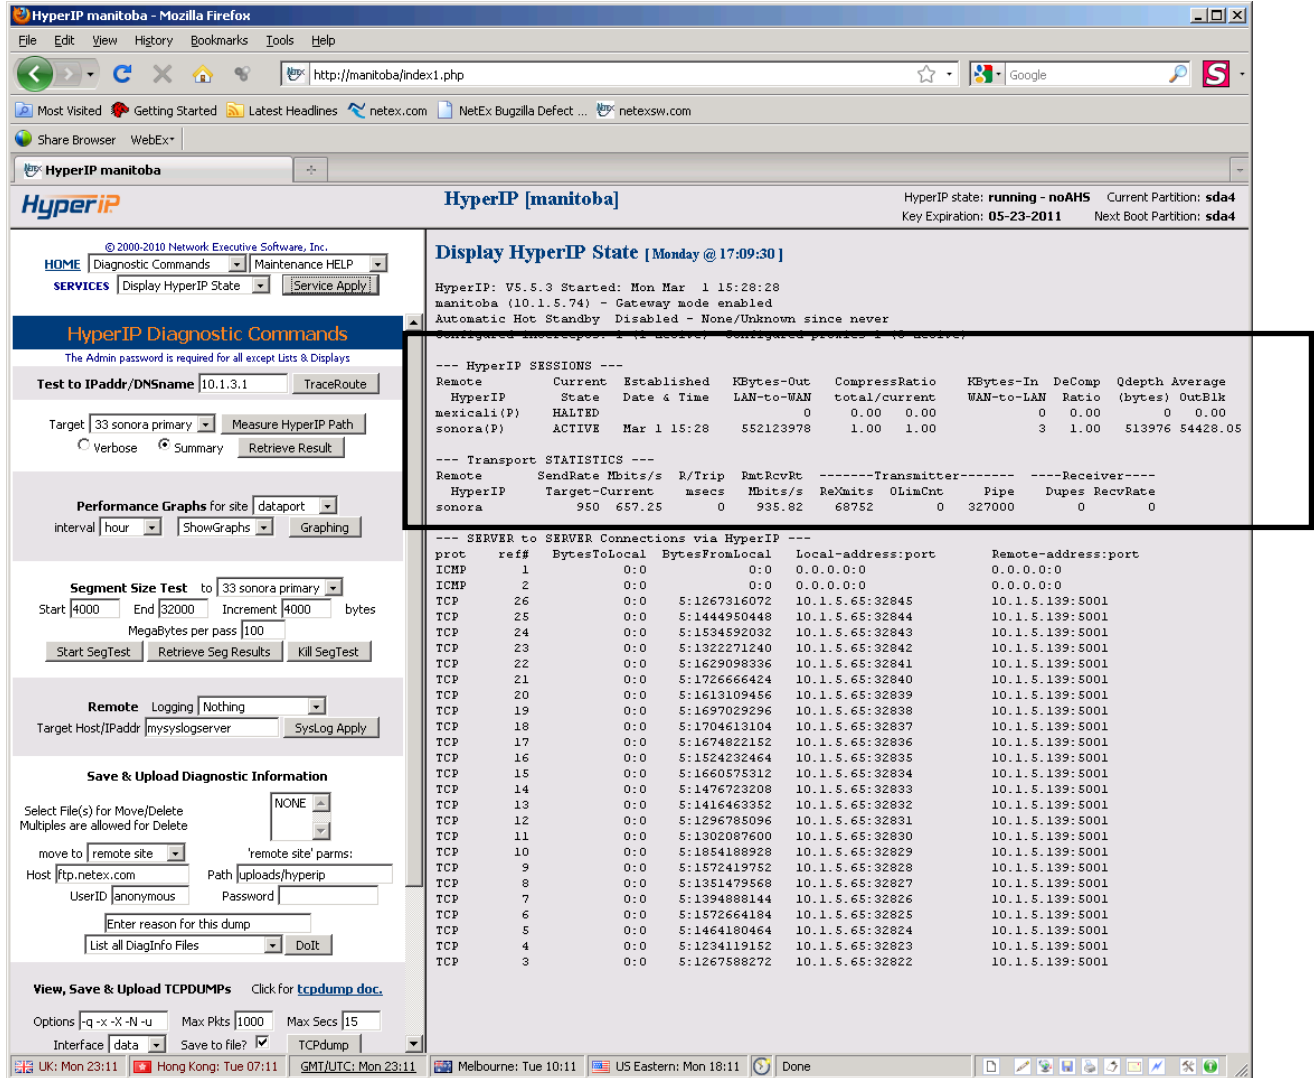 HyperIP manitoba - Mozilla Firefox
File Edit View History Bookmarks Tools Help
http://manitoba/index1.php Google
Most Visited Getting Started Latest Headlines netex.com NetEx Bugzilla Defect ... netexsw.com
Share Browser WebEx
HyperIP manitoba
HyperIP HyperIP [manitoba] HyperIP state: running - noAHS Current Partition: sda4
Key Expiration: 05-23-2011 Next Boot Partition: sda4
© 2000-2010 Network Executive Software, Inc.
HOME Diagnostic Commands Maintenance HELP
SERVICES Display HyperIP State Service Apply
HyperIP Diagnostic Commands
The Admin password is required for all except Lists & Displays
Test to IPaddr/DNSname 10.1.3.1 TraceRoute
Target 33 sonora primary Measure HyperIP Path
Verbose Summary Retrieve Result
Performance Graphs for site dataport
interval hour ShowGraphs Graphing
Segment Size Test to 33 sonora primary
Start 4000 End 32000 Increment 4000 bytes
MegaBytes per pass 100
Start SegTest Retrieve Seg Results Kill SegTest
Remote Logging Nothing
Target Host/IPaddr mysyslogserver SysLog Apply
Save & Upload Diagnostic Information
Select File(s) for Move/Delete NONE
Multiples are allowed for Delete
move to remote site 'remote site' parms:
Host ftp.netex.com Path uploads/hyperip
UserID anonymous Password
Enter reason for this dump
List all DiagInfo Files DoIt
View, Save & Upload TCPDUMPs Click for tcpdump doc.
Options -q -x -X -N -u Max Pkts 1000 Max Secs 15
Interface data Save to file? TCPdump
Display HyperIP State [ Monday @ 17:09:30 ]
HyperIP: V5.5.3 Started: Mon Mar 1 15:28:28
manitoba (10.1.5.74) - Gateway mode enabled
Automatic Hot Standby Disabled - None/Unknown since never
--- HyperIP SESSIONS ---
Remote Current Established KBytes-Out CompressRatio KBytes-In DeComp Qdepth Average
HyperIP State Date & Time LAN-to-WAN total/current WAN-to-LAN Ratio (bytes) OutBlk
mexicali(P) HALTED 0 0.00 0.00 0 0.00 0 0.00
sonora(P) ACTIVE Mar 1 15:28 552123978 1.00 1.00 3 1.00 513976 54428.05
--- Transport STATISTICS ---
Remote SendRate Mbits/s R/Trip RmtRcvRt -------Transmitter------- ----Receiver----
HyperIP Target-Current msecs Mbits/s ReXmits OLimCnt Pipe Dupes RecvRate
sonora 950 657.25 0 935.82 68752 0 327000 0 0
--- SERVER to SERVER Connections via HyperIP ---
prot ref# BytesToLocal BytesFromLocal Local-address:port Remote-address:port
ICMP 1 0:0 0:0 0.0.0.0:0 0.0.0.0:0
ICMP 2 0:0 0:0 0.0.0.0:0 0.0.0.0:0
TCP 26 0:0 5:1267316072 10.1.5.65:32845 10.1.5.139:5001
TCP 25 0:0 5:1444950448 10.1.5.65:32844 10.1.5.139:5001
TCP 24 0:0 5:1534592032 10.1.5.65:32843 10.1.5.139:5001
TCP 23 0:0 5:1322271240 10.1.5.65:32842 10.1.5.139:5001
TCP 22 0:0 5:1629098336 10.1.5.65:32841 10.1.5.139:5001
TCP 21 0:0 5:1726666424 10.1.5.65:32840 10.1.5.139:5001
TCP 20 0:0 5:1613109456 10.1.5.65:32839 10.1.5.139:5001
TCP 19 0:0 5:1697029296 10.1.5.65:32838 10.1.5.139:5001
TCP 18 0:0 5:1704613104 10.1.5.65:32837 10.1.5.139:5001
TCP 17 0:0 5:1674822152 10.1.5.65:32836 10.1.5.139:5001
TCP 16 0:0 5:1524232464 10.1.5.65:32835 10.1.5.139:5001
TCP 15 0:0 5:1660575312 10.1.5.65:32834 10.1.5.139:5001
TCP 14 0:0 5:1476723208 10.1.5.65:32833 10.1.5.139:5001
TCP 13 0:0 5:1416463352 10.1.5.65:32832 10.1.5.139:5001
TCP 12 0:0 5:1296785096 10.1.5.65:32831 10.1.5.139:5001
TCP 11 0:0 5:1302087600 10.1.5.65:32830 10.1.5.139:5001
TCP 10 0:0 5:1854188928 10.1.5.65:32829 10.1.5.139:5001
TCP 9 0:0 5:1572419752 10.1.5.65:32828 10.1.5.139:5001
TCP 8 0:0 5:1351479568 10.1.5.65:32827 10.1.5.139:5001
TCP 7 0:0 5:1394888144 10.1.5.65:32826 10.1.5.139:5001
TCP 6 0:0 5:1572664184 10.1.5.65:32825 10.1.5.139:5001
TCP 5 0:0 5:1464180464 10.1.5.65:32824 10.1.5.139:5001
TCP 4 0:0 5:1234119152 10.1.5.65:32823 10.1.5.139:5001
TCP 3 0:0 5:1267588272 10.1.5.65:32822 10.1.5.139:5001
UK: Mon 23:11 Hong Kong: Tue 07:11 GMT/UTC: Mon 23:11 Melbourne: Tue 10:11 US Eastern: Mon 18:11 Done